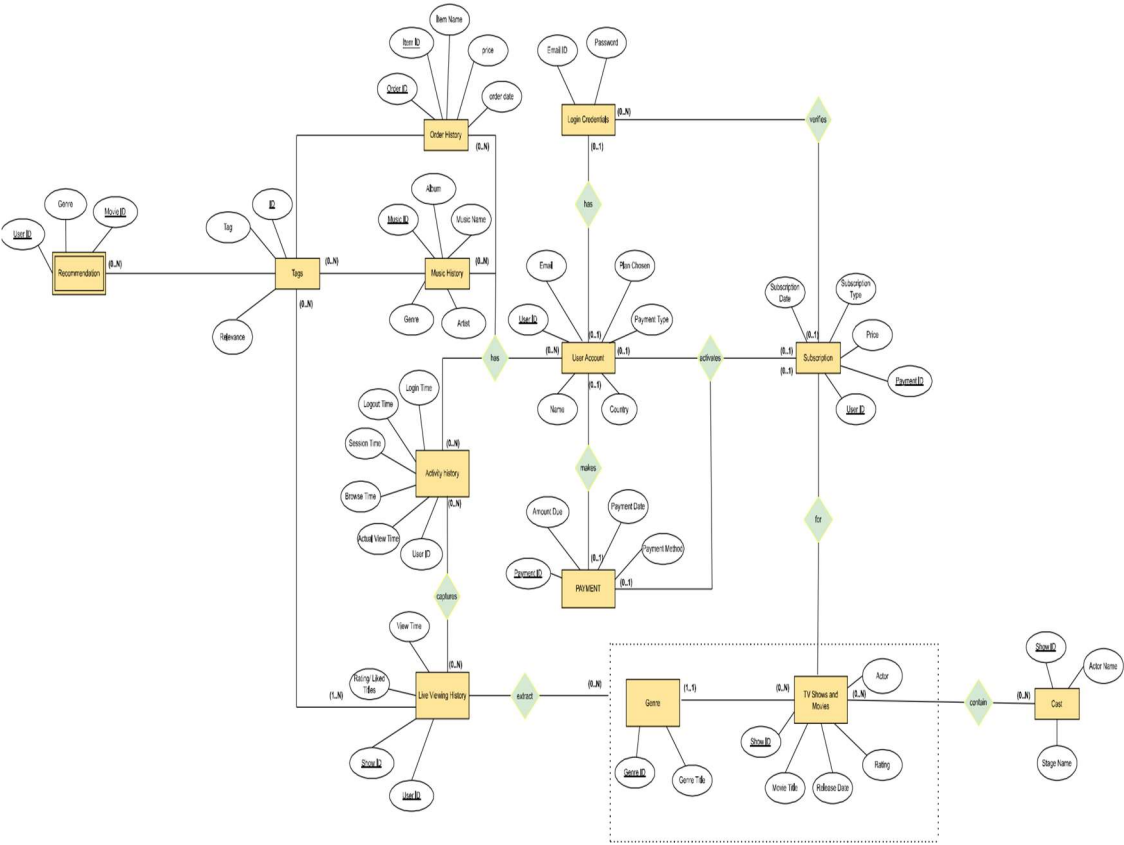 Item Name
Item ID
price
Order ID
order date
Order History
(0..N)
Email ID
Password
Login Credentials
(0..N)
(0..1)
verifies
has
Genre
Movie ID
User ID
Recommendation
(0..N)
ID
Tag
Tags
(0..N)
(0..N)
Relevance
Album
Music ID
Music Name
Music History
(0..N)
Genre
Artist
has
Email
Plan Chosen
User ID
Payment Type
(0..1)
(0..N)
User Account
(0..1)
(0..1)
Name
Country
activates
Subscription Date
Subscription Type
Price
Payment ID
User ID
(0..1)
(0..1)
(0..1)
Subscription
Login Time
Logout Time
Session Time
Browse Time
Actual View Time
User ID
(0..N)
Activity history
(0..N)
makes
Amount Due
Payment Date
Payment Method
Payment ID
(0..1)
PAYMENT
(0..1)
for
captures
View Time
Rating/ Liked Titles
(0..N)
(1..N)
Live Viewing History
Show ID
User ID
extract
(0..N)
Genre
(1..1)
Genre ID
Genre Title
(0..N)
TV Shows and Movies
(0..N)
Actor
Show ID
Movie Title
Release Date
Rating
contain
(0..N)
Cast
Show ID
Actor Name
Stage Name